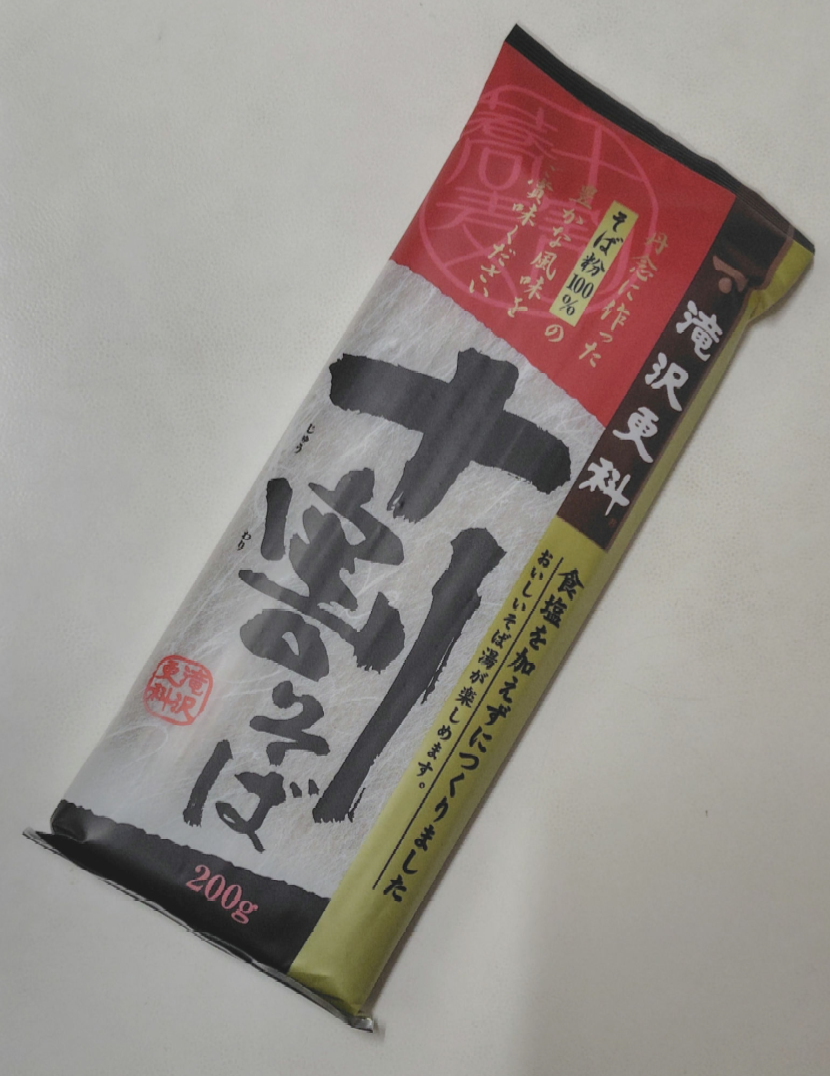 滝沢更科
丹念に作った
そば粉100%の
豊かな風味を
ご賞味ください
十割そば
じゅう
わり
食塩を加えずにつくりました
おいしいそば湯が楽しめます。
滝沢
更科
200g